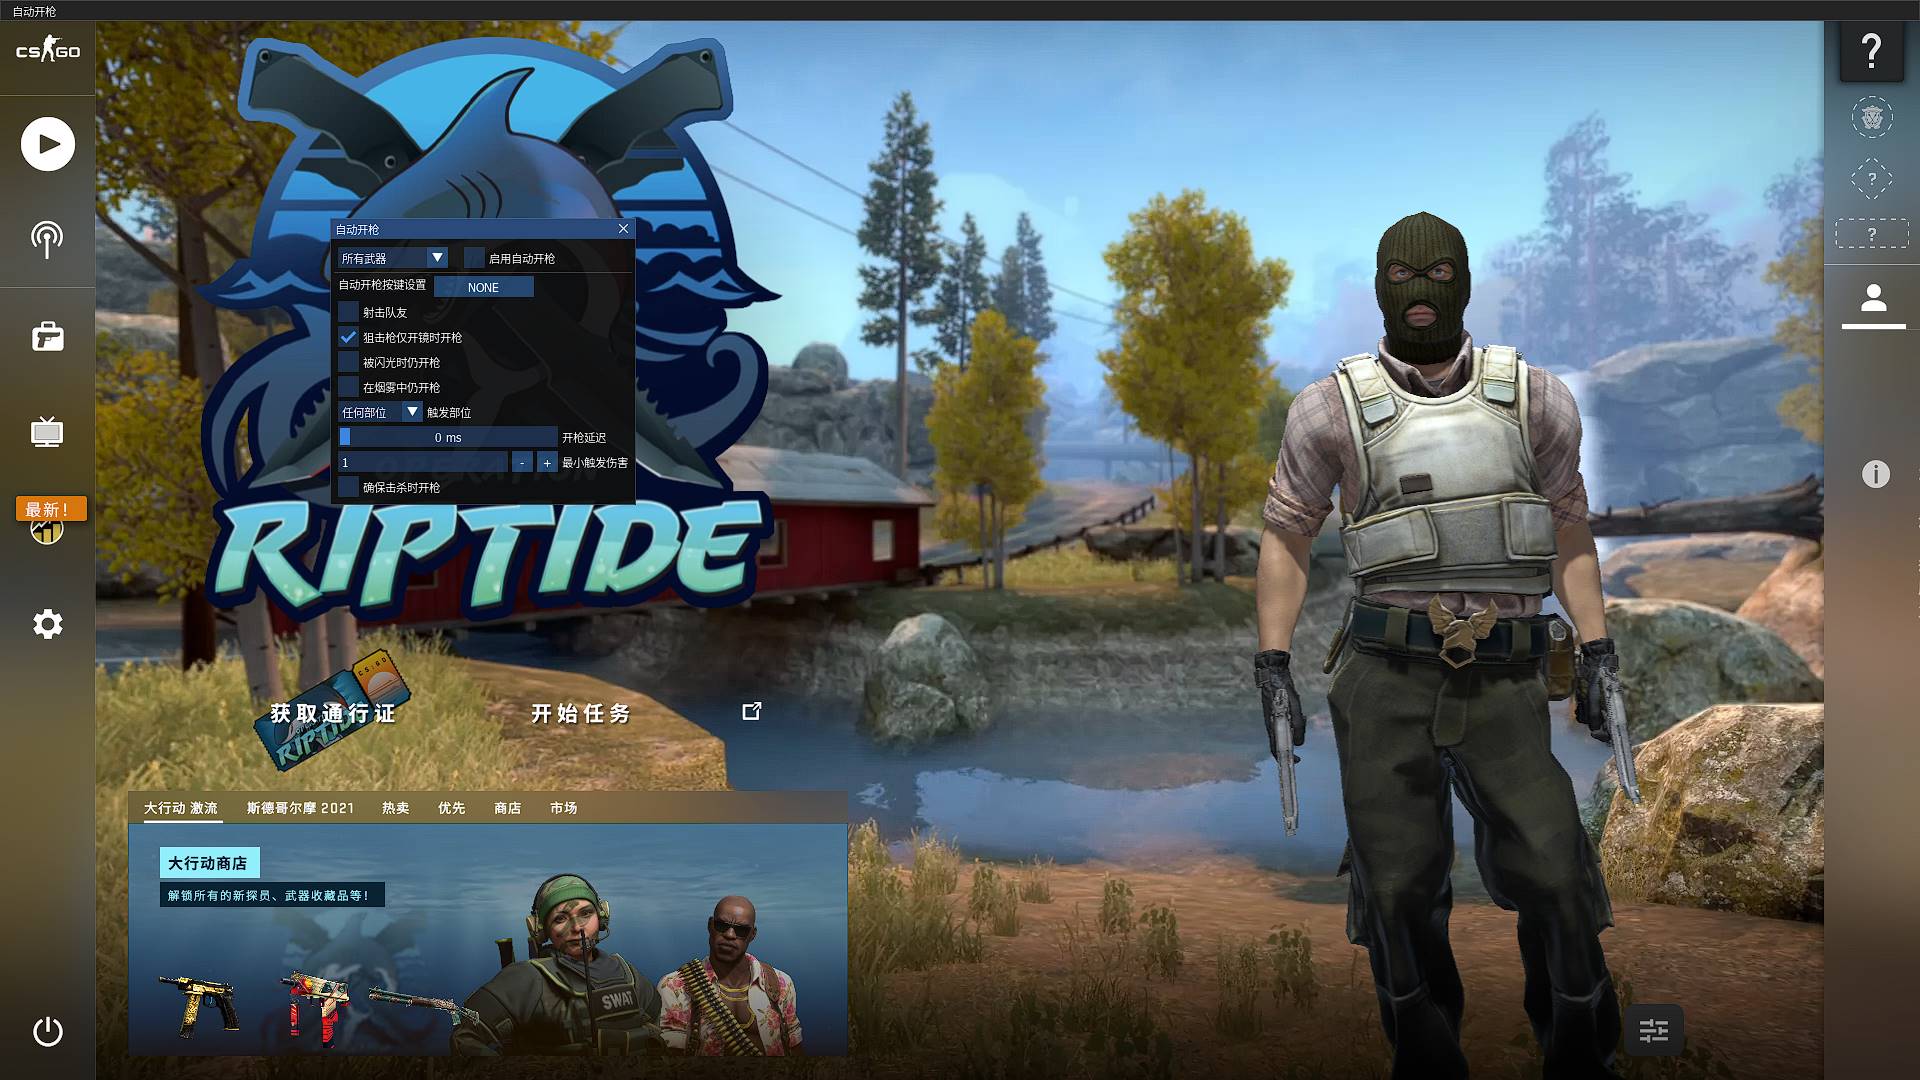 自动开枪
CS GO
自动开枪
所有武器
启用自动开枪
自动开枪按键设置
NONE
射击队友
狙击枪仅开镜时开枪
被闪光时仍开枪
在烟雾中仍开枪
任何部位
触发部位
0 ms
开枪延迟
1
-
+
最小触发伤害
确保击杀时开枪
OPERATION
RIPTIDE
最新！
CS:GO
RIPTIDE
获取通行证
开始任务
大行动 激流
斯德哥尔摩 2021
热卖
优先
商店
市场
大行动商店
解锁所有的新探员、武器收藏品等！
SWAT
?
?
?